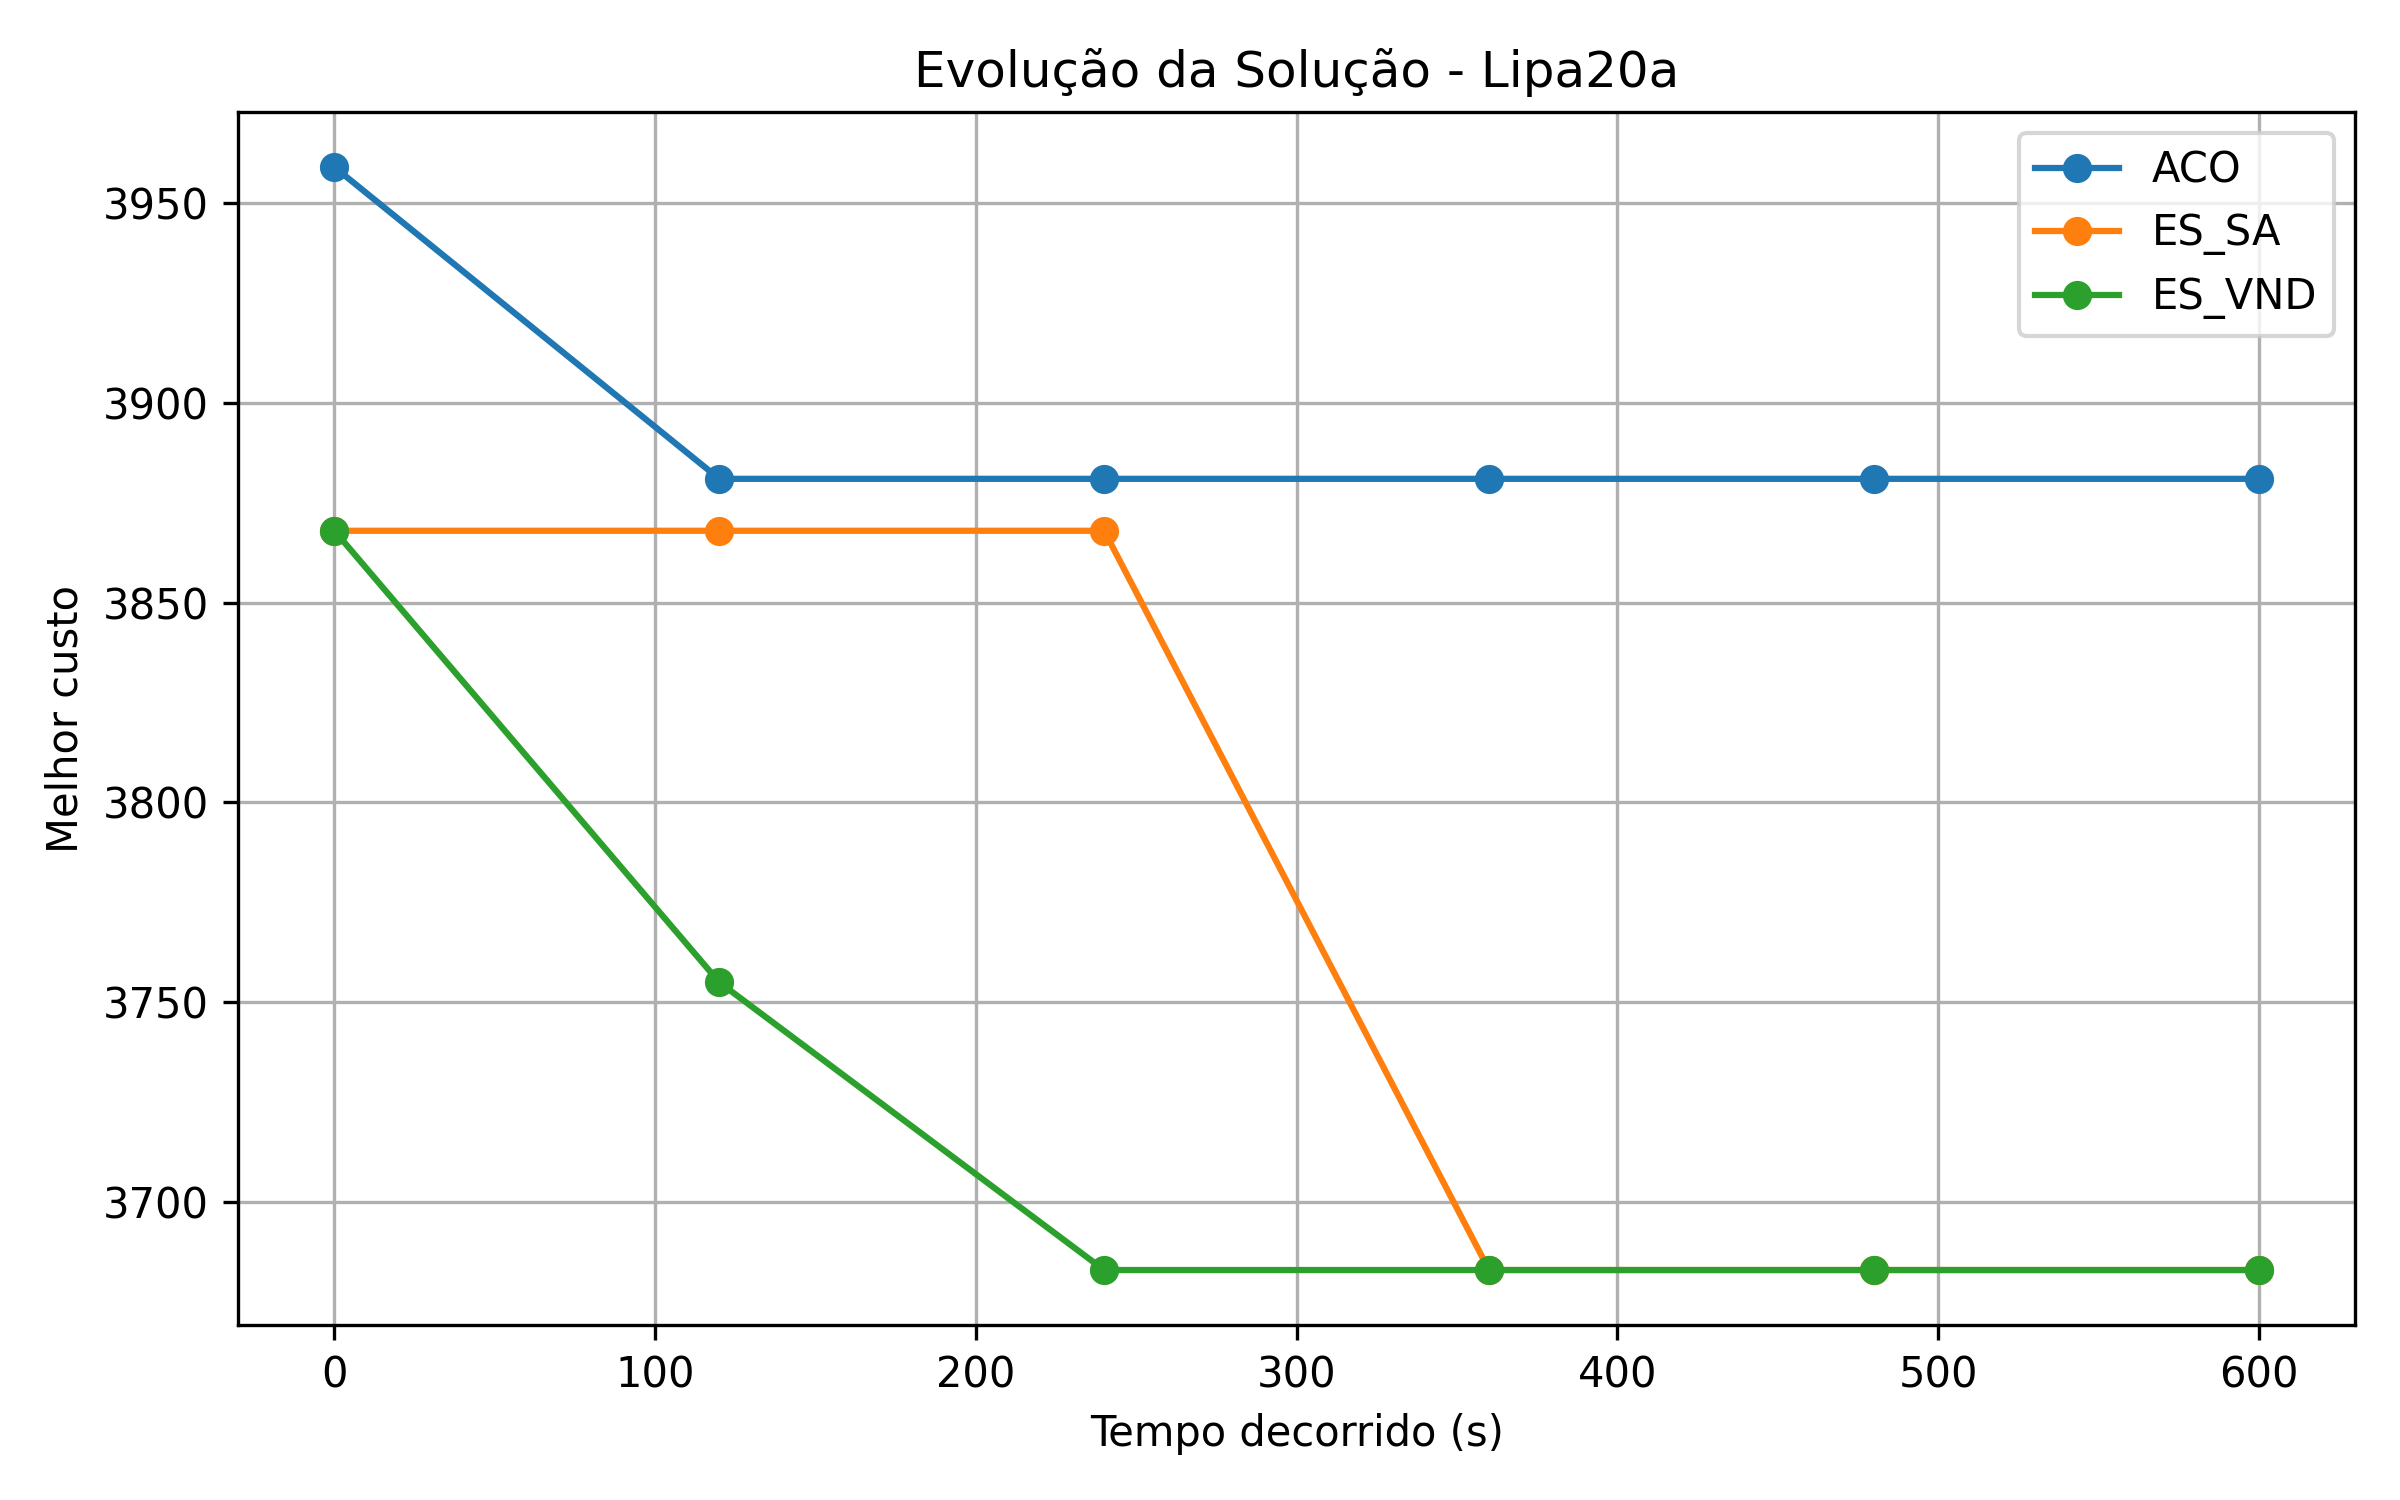 Evolução da Solução - Lipa20a
ACO
ES_SA
ES_VND
Melhor custo
3950
3900
3850
3800
3750
3700
0 100 200 300 400 500 600
Tempo decorrido (s)